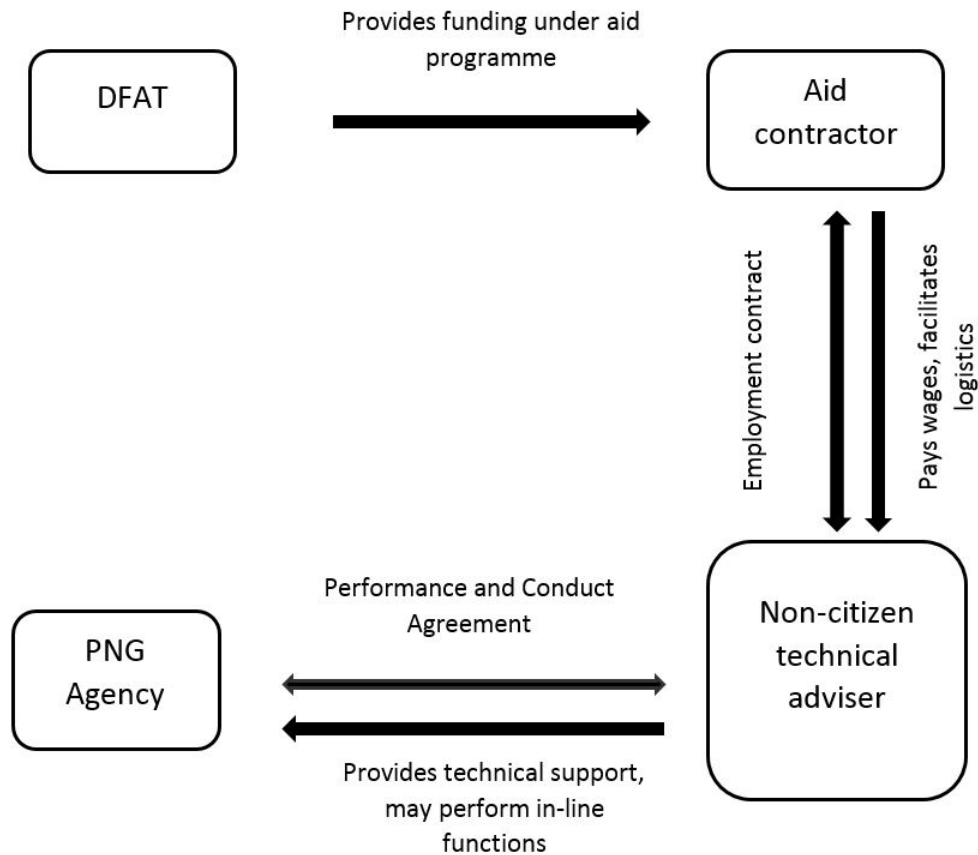 Provides funding under aid
programme
DFAT
Aid
contractor
Employment contract
Pays wages, facilitates
logistics
Performance and Conduct
Agreement
PNG
Agency
Non-citizen
technical
adviser
Provides technical support,
may perform in-line
functions